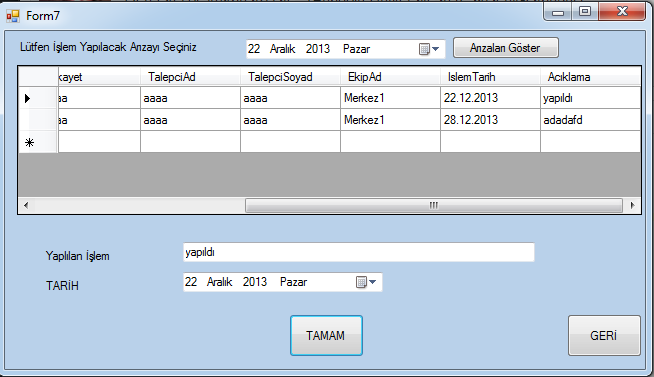 Form7
Lütfen İşlem Yapılacak Arızayı Seçiniz 22 Aralık 2013 Pazar Arızaları Göster
kayet TalepciAd TalepciSoyad EkipAd IslemTarih Acıklama
aa aaaa aaaa Merkez1 22.12.2013 yapıldı
aa aaaa aaaa Merkez1 28.12.2013 adadafd
Yaplılan İşlem yapıldı
TARİH 22 Aralık 2013 Pazar
TAMAM GERİ